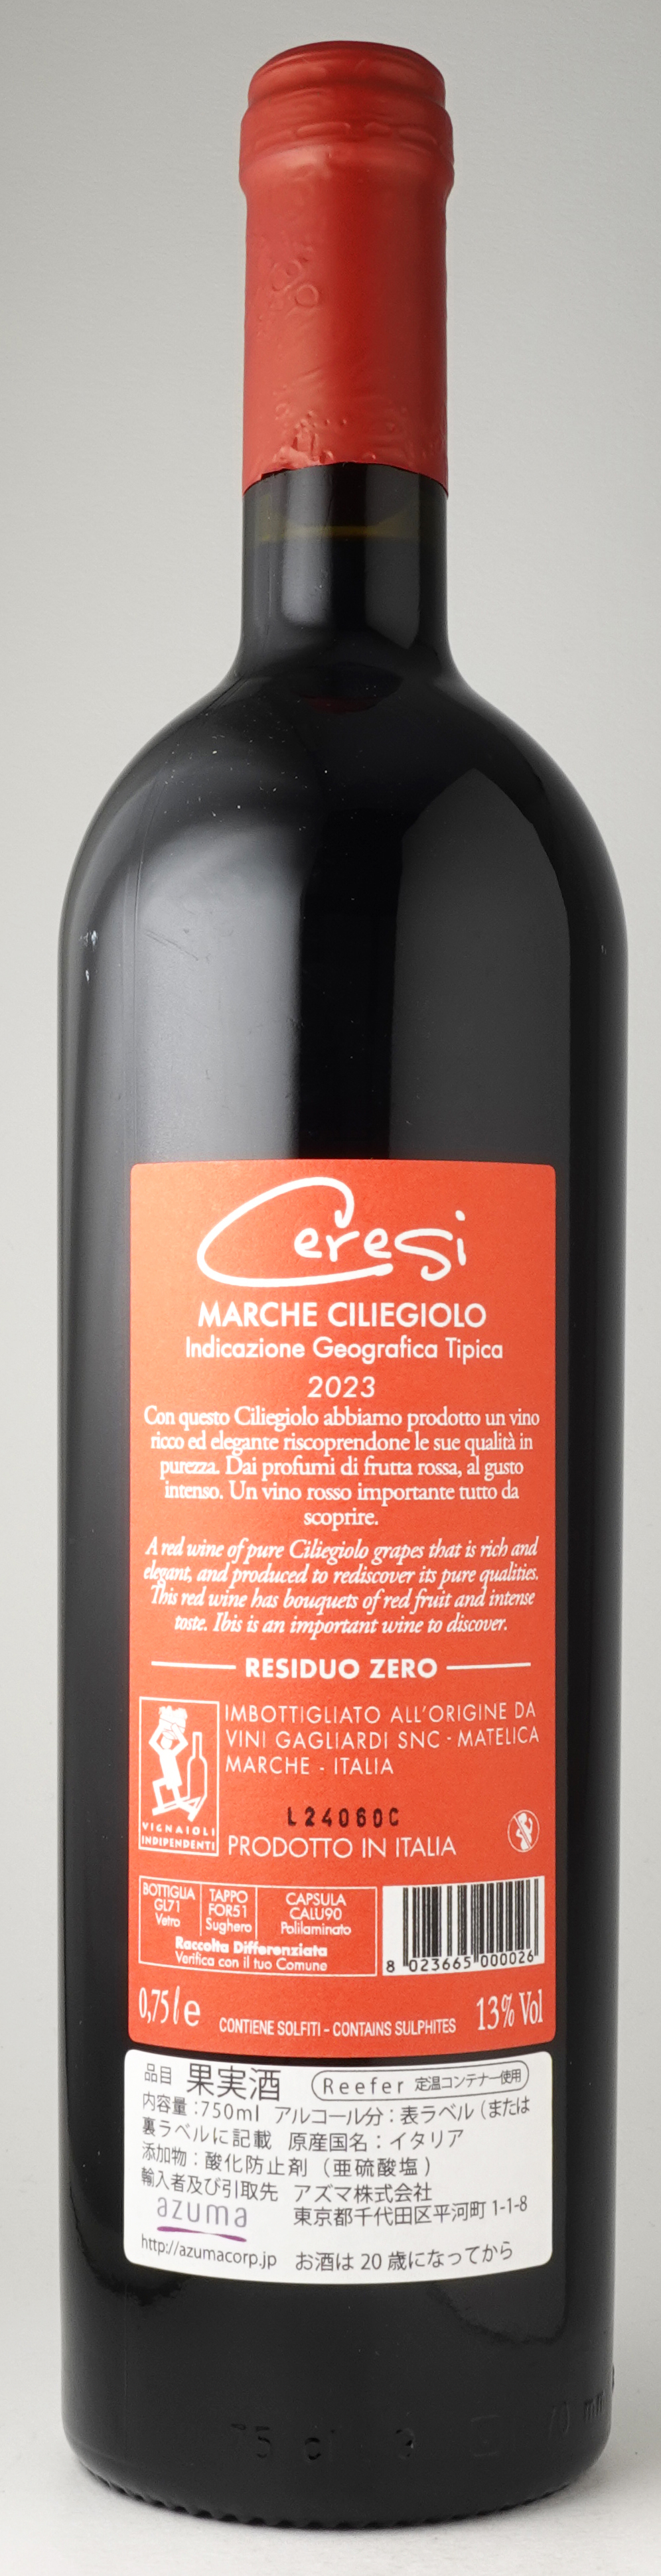 Ceresi
MARCHE CILIEGIOLO
Indicazione Geografica Tipica
2023
Con questo Ciliegiolo abbiamo prodotto un vino
ricco ed elegante riscoprendone le sue qualità in
purezza. Dai profumi di frutta rossa, al gusto
intenso. Un vino rosso importante tutto da
scoprire.
A red wine of pure Ciliegiolo grapes that is rich and
elegant, and produced to rediscover its pure qualities.
This red wine has bouquets of red fruit and intense
toste. Ibis is an important wine to discover.
RESIDUO ZERO
IMBOTTIGLIATO ALL'ORIGINE DA
VINI GAGLIARDI SNC - MATELICA
MARCHE - ITALIA
VIGNAIOLI
INDIPENDENTI
L24060C
PRODOTTO IN ITALIA
BOTTIGLIA
GL71
Vetro
TAPPO
FOR51
Sughero
CAPSULA
CALU90
Polilaminato
Raccolta Differenziata
Verifica con il tuo Comune
8 023665 000026
0,75 l e
CONTIENE SOLFITI - CONTAINS SULPHITES
13% Vol
品目 果実酒 Reefer 定温コンテナー使用
内容量:750ml アルコール分:表ラベル(または
裏ラベルに記載 原産国名:イタリア
添加物:酸化防止剤(亜硫酸塩)
輸入者及び引取先 アズマ株式会社
azuma 東京都千代田区平河町 1-1-8
http://azumacorp.jp お酒は 20 歳になってから
75 cl